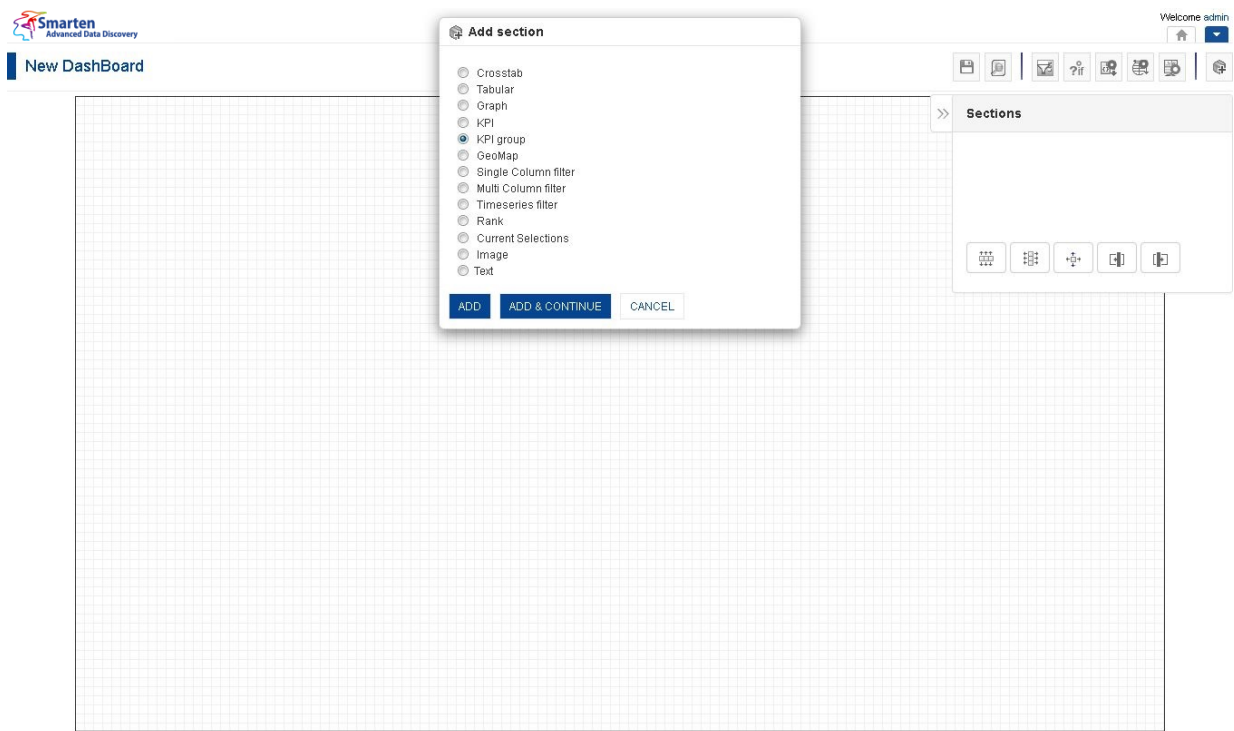 Smarten
Advanced Data Discovery
Welcome admin
New DashBoard
?if
Add section
Crosstab
Tabular
Graph
KPI
KPI group
GeoMap
Single Column filter
Multi Column filter
Timeseries filter
Rank
Current Selections
Image
Text
ADD
ADD & CONTINUE
CANCEL
Sections